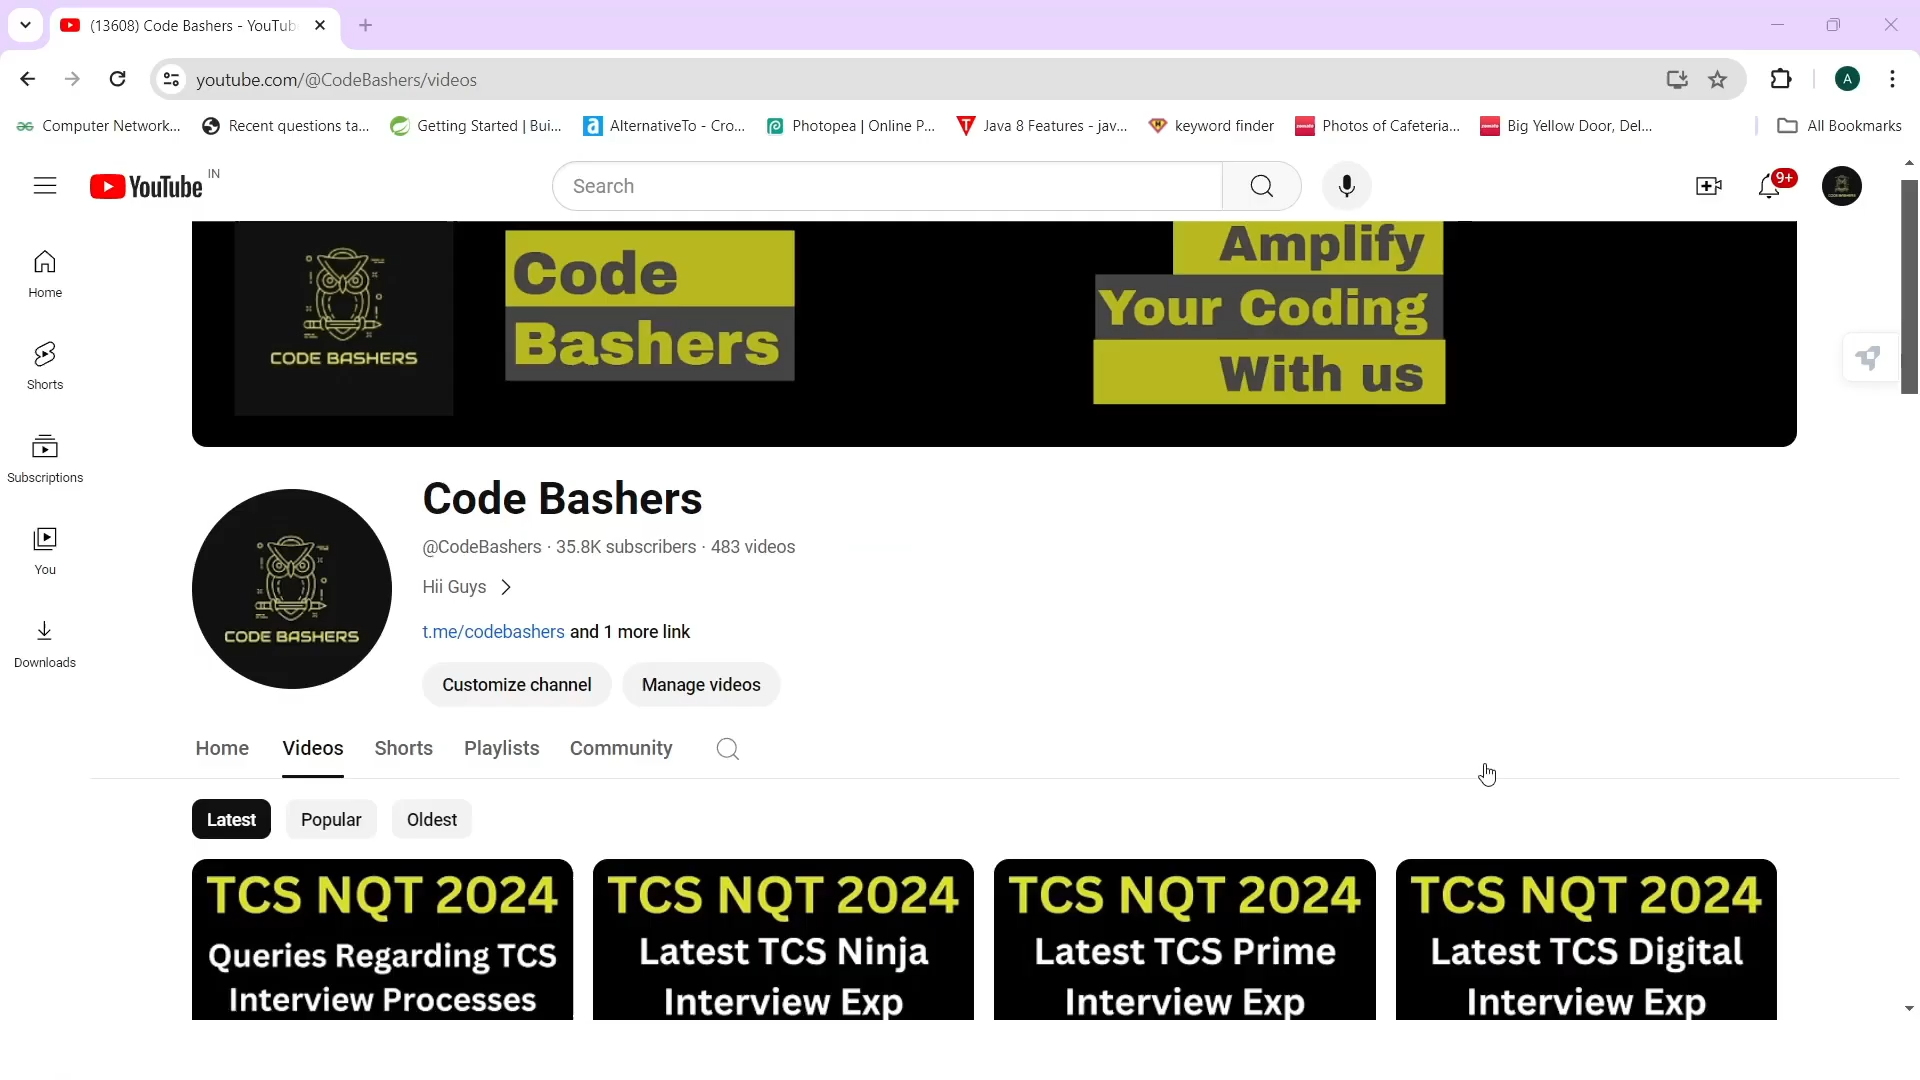 (13608) Code Bashers - YouTub
youtube.com/@CodeBashers/videos
A
Computer Network...
Recent questions ta...
Getting Started | Bui...
AlternativeTo - Cro...
Photopea | Online P...
Java 8 Features - jav...
keyword finder
Photos of Cafeteria...
Big Yellow Door, Del...
All Bookmarks
YouTube IN
Search
9+
Home
Shorts
Subscriptions
You
Downloads
CODE BASHERS
Code
Bashers
Amplify
Your Coding
With us
CODE BASHERS
Code Bashers
@CodeBashers · 35.8K subscribers · 483 videos
Hii Guys
t.me/codebashers and 1 more link
Customize channel
Manage videos
Home
Videos
Shorts
Playlists
Community
Latest
Popular
Oldest
TCS NQT 2024
Queries Regarding TCS
Interview Processes
TCS NQT 2024
Latest TCS Ninja
Interview Exp
TCS NQT 2024
Latest TCS Prime
Interview Exp
TCS NQT 2024
Latest TCS Digital
Interview Exp